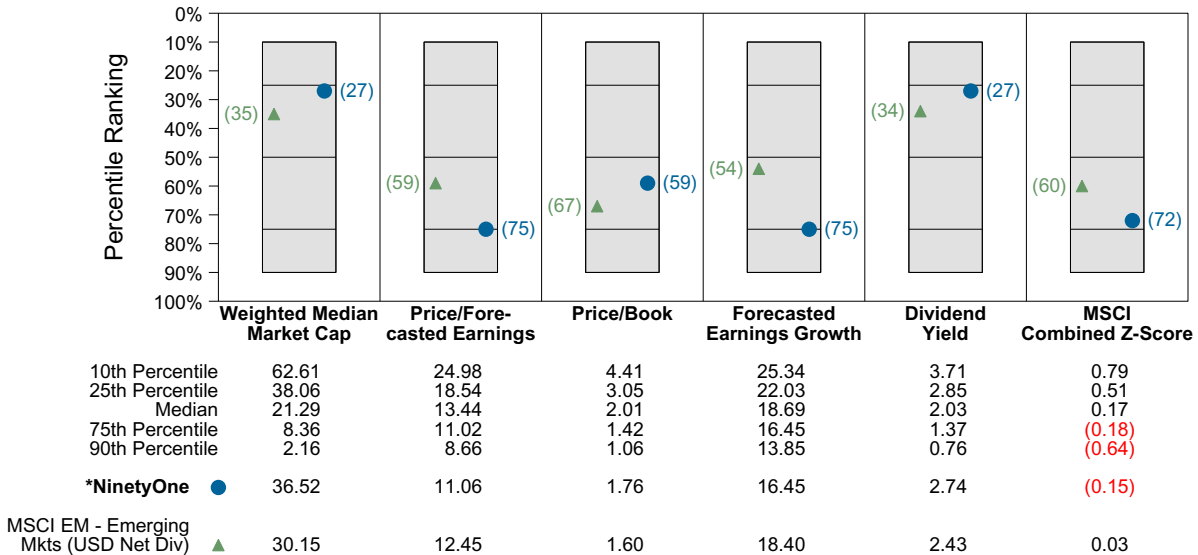 0%
10%
20%
30%
40%
50%
60%
70%
80%
90%
100%
Percentile Ranking
(35) (27)
(59) (75)
(67) (59)
(54) (75)
(34) (27)
(60) (72)
Weighted Median Market Cap
Price/Fore-casted Earnings
Price/Book
Forecasted Earnings Growth
Dividend Yield
MSCI Combined Z-Score
10th Percentile 62.61 24.98 4.41 25.34 3.71 0.79
25th Percentile 38.06 18.54 3.05 22.03 2.85 0.51
Median 21.29 13.44 2.01 18.69 2.03 0.17
75th Percentile 8.36 11.02 1.42 16.45 1.37 (0.18)
90th Percentile 2.16 8.66 1.06 13.85 0.76 (0.64)
*NinetyOne 36.52 11.06 1.76 16.45 2.74 (0.15)
MSCI EM - Emerging
Mkts (USD Net Div) 30.15 12.45 1.60 18.40 2.43 0.03